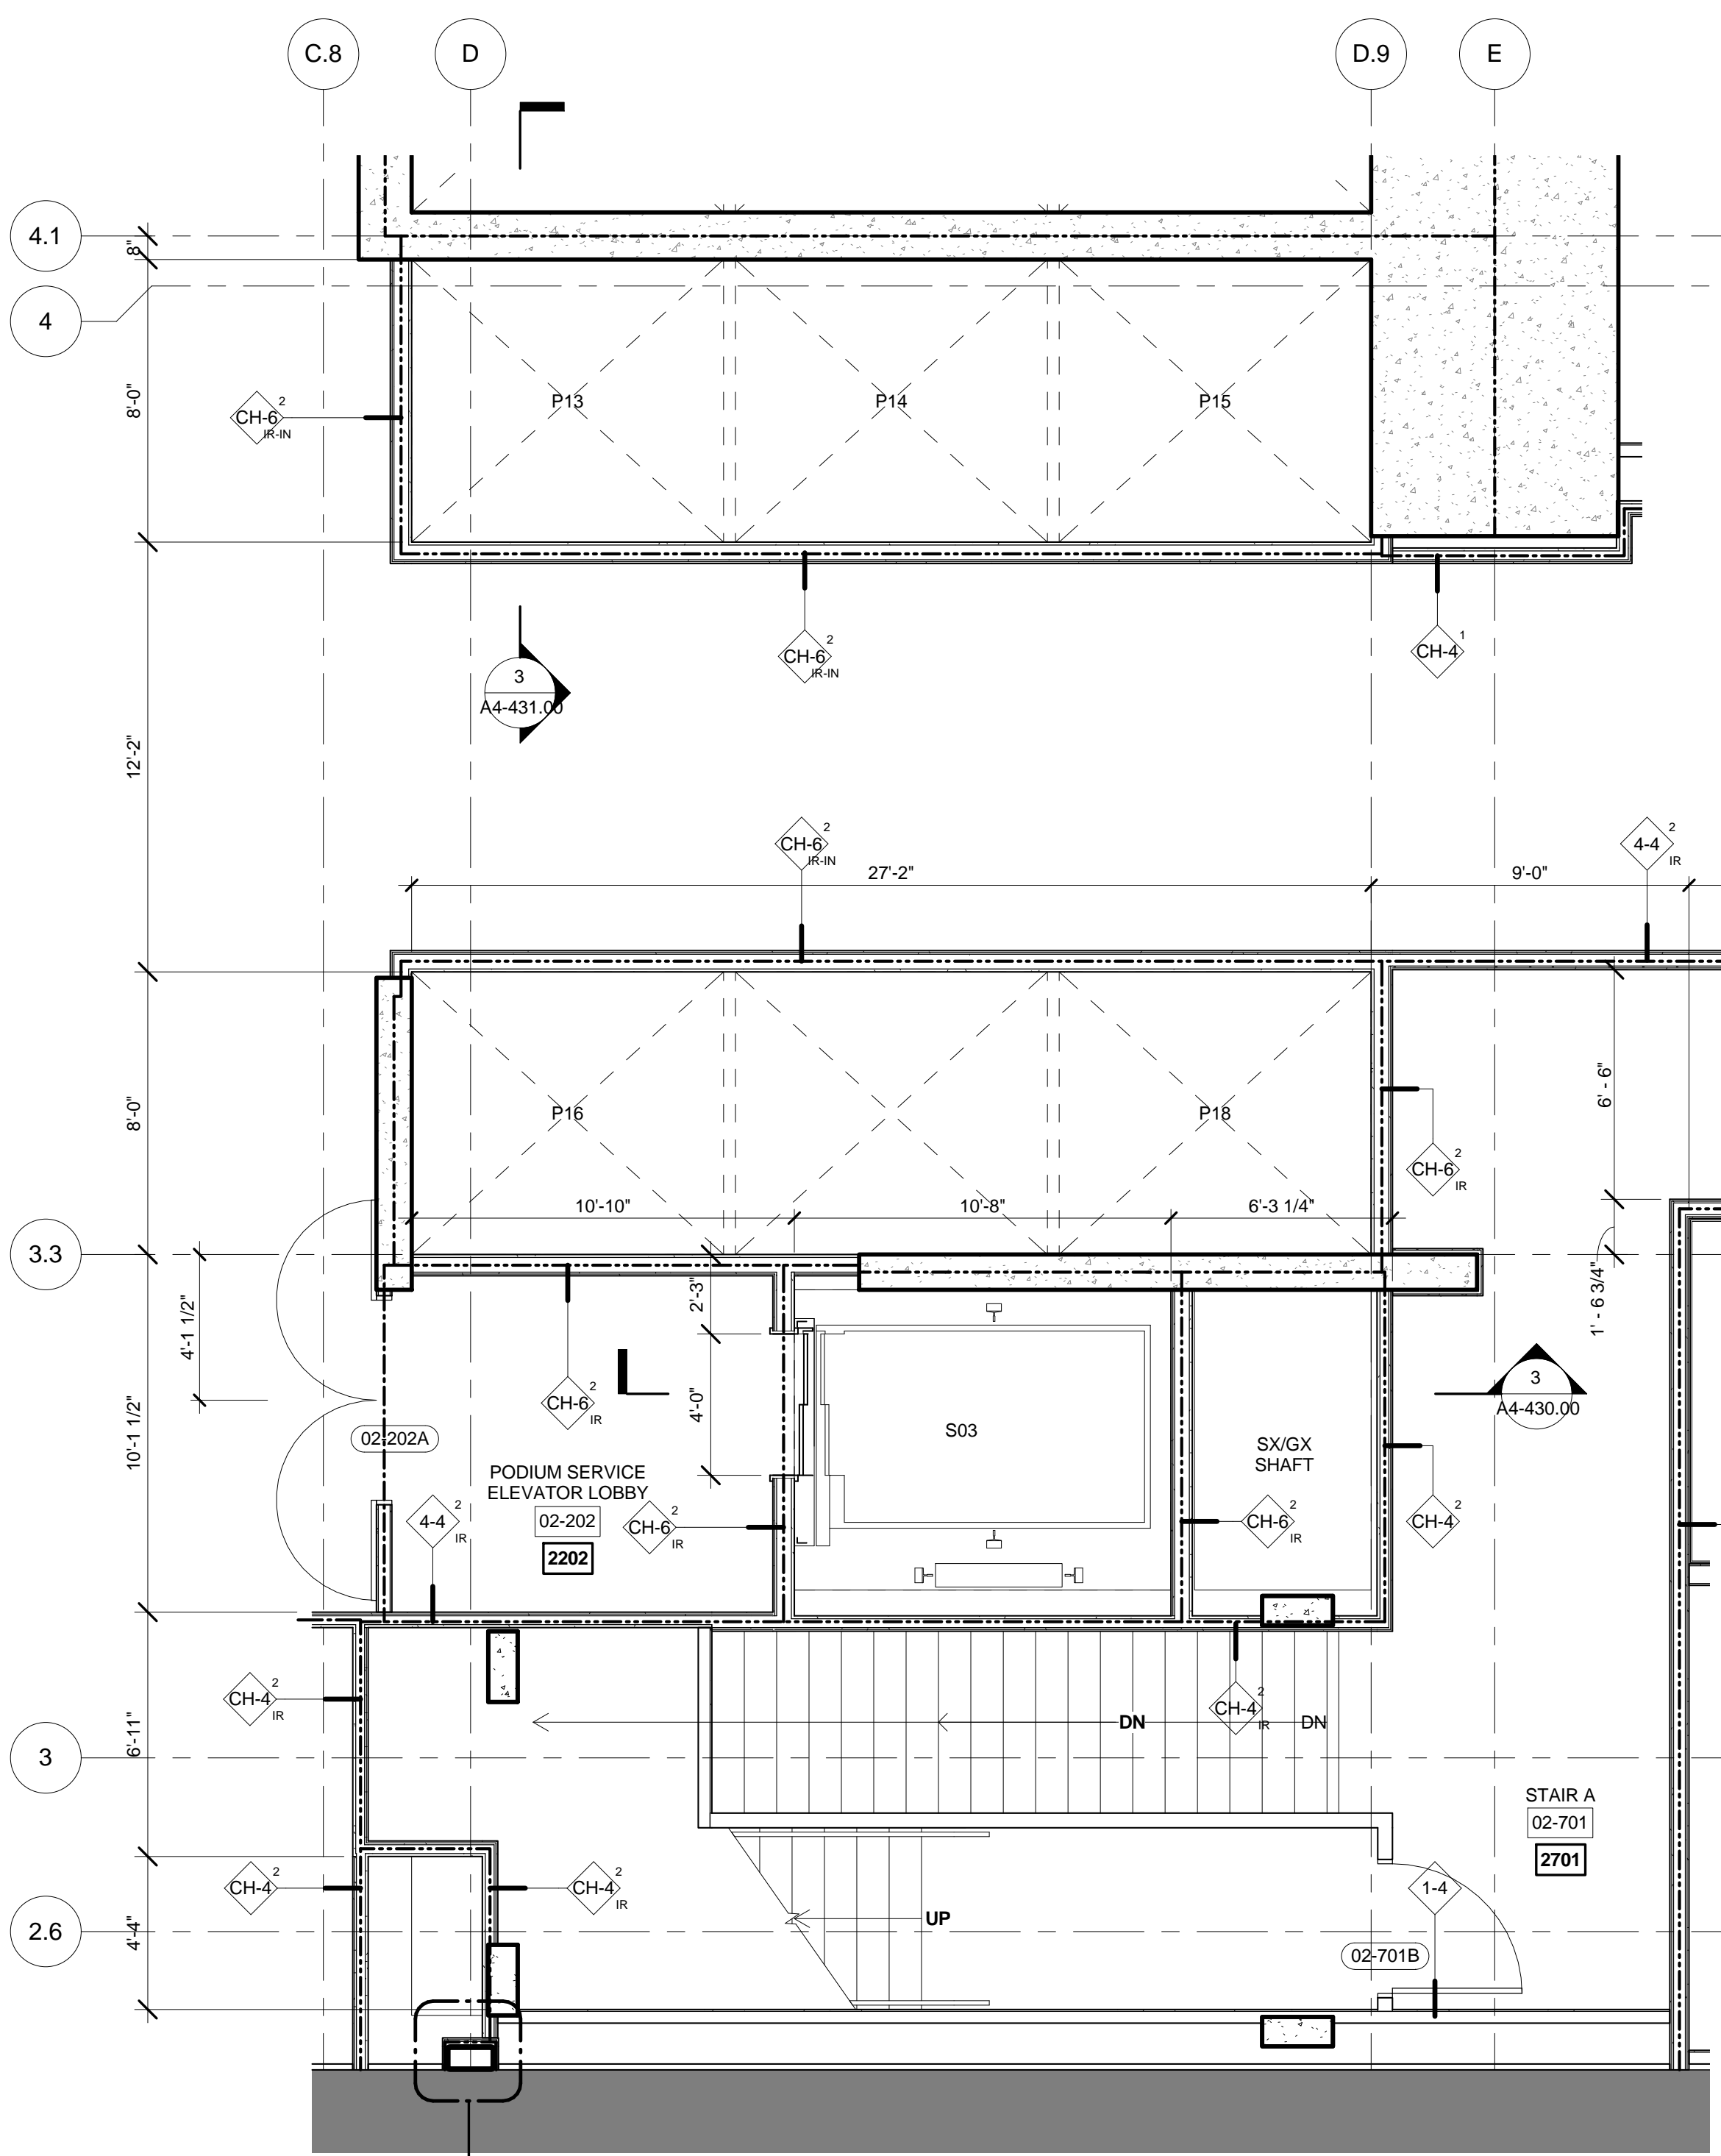 C.8
D
D.9
E
4.1
8"
4
8'-0"
P13
P14
P15
CH-6
2
IR-IN
CH-6
2
IR-IN
CH-4
1
3
A4-431.00
12'-2"
CH-6
2
IR-IN
4-4
2
IR
27'-2"
9'-0"
8'-0"
P16
P18
6' - 6"
CH-6
2
IR
10'-10"
10'-8"
6'-3 1/4"
3.3
4'-1 1/2"
2'-3"
1' - 6 3/4"
CH-6
2
IR
4'-0"
3
A4-430.00
10'-1 1/2"
02-202A
S03
SX/GX
SHAFT
PODIUM SERVICE
ELEVATOR LOBBY
02-202
2202
4-4
2
IR
CH-6
2
IR
CH-6
2
IR
CH-4
2
CH-4
2
IR
CH-4
2
IR
6'-11"
DN
DN
3
STAIR A
02-701
2701
CH-4
2
CH-4
2
IR
1-4
4'-4"
2.6
UP
02-701B